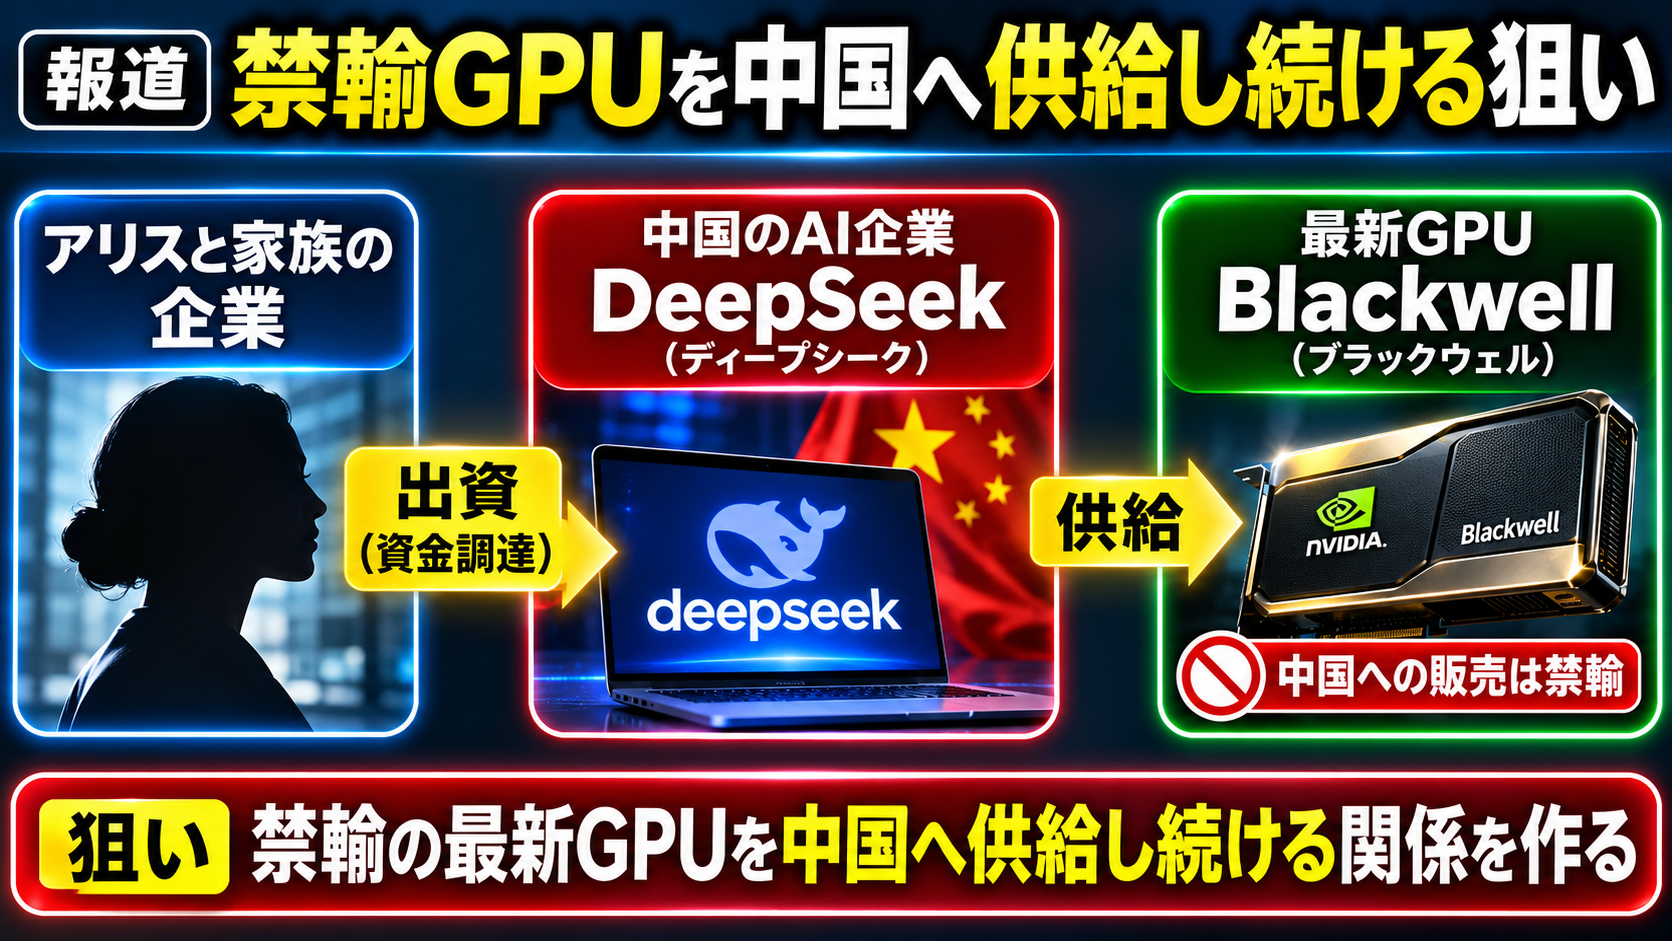 報道
禁輸GPUを中国へ供給し続ける狙い
アリスと家族の
企業
中国のAI企業
DeepSeek
(ディープシーク)
最新GPU
Blackwell
(ブラックウェル)
出資
(資金調達)
deepseek
供給
NVIDIA.
Blackwell
中国への販売は禁輸
狙い
禁輸の最新GPUを中国へ供給し続ける関係を作る